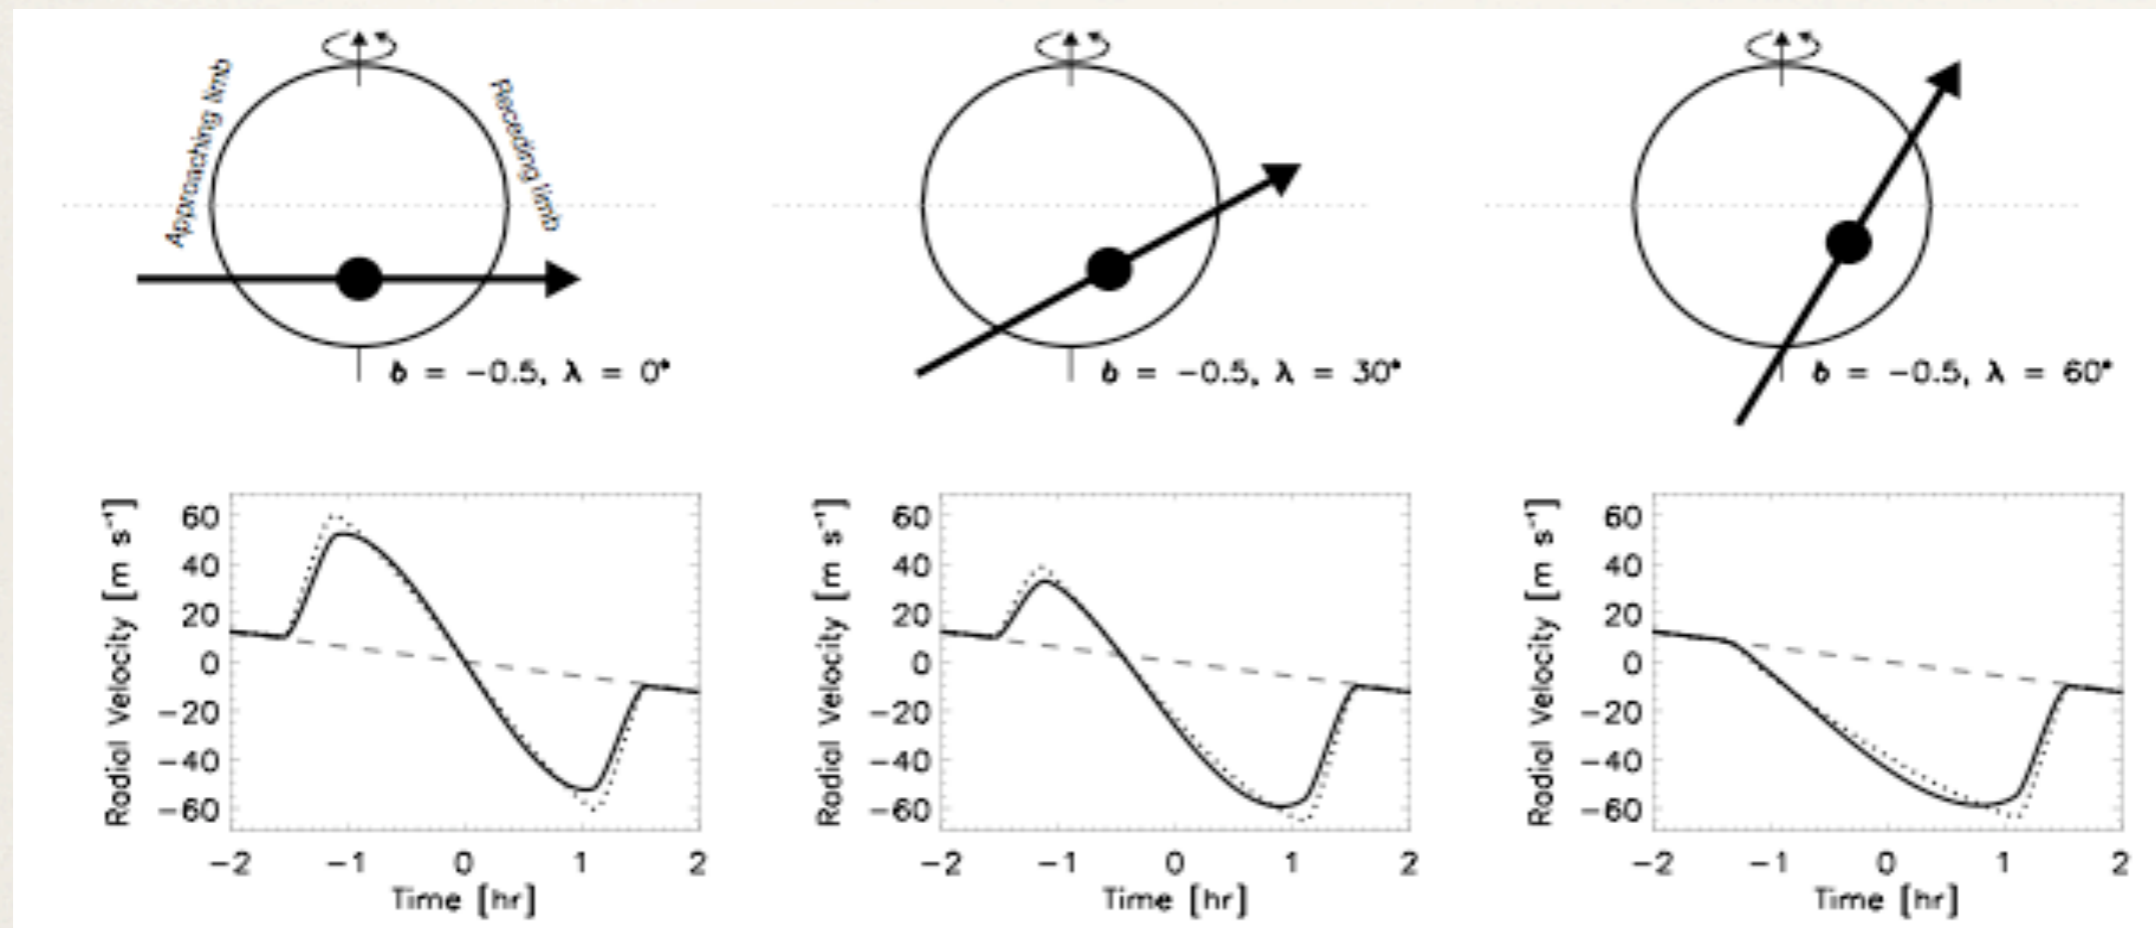 Approaching limb
Receding limb
b = −0.5, λ = 0°
b = −0.5, λ = 30°
b = −0.5, λ = 60°
Radial Velocity [m s⁻¹]
60
40
20
0
−20
−40
−60
−2 −1 0 1 2
Time [hr]
Radial Velocity [m s⁻¹]
60
40
20
0
−20
−40
−60
−2 −1 0 1 2
Time [hr]
Radial Velocity [m s⁻¹]
60
40
20
0
−20
−40
−60
−2 −1 0 1 2
Time [hr]